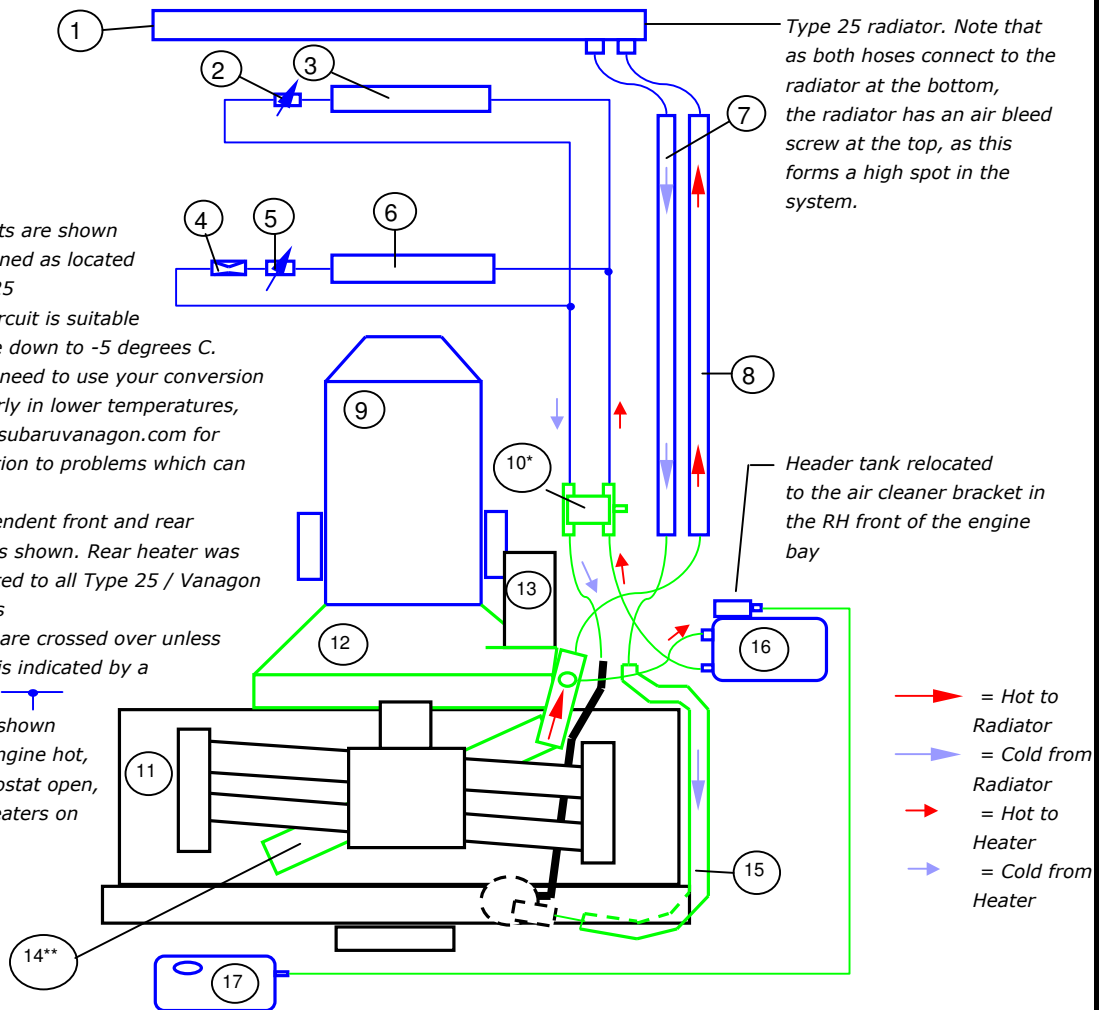 1
Type 25 radiator. Note that
as both hoses connect to the
radiator at the bottom,
the radiator has an air bleed
screw at the top, as this
forms a high spot in the
system.
2
3
7
4
5
6
ts are shown
ned as located
25
rcuit is suitable
e down to -5 degrees C.
need to use your conversion
rly in lower temperatures,
subaruvanagon.com for
tion to problems which can
endent front and rear
s shown. Rear heater was
red to all Type 25 / Vanagon
s
are crossed over unless
is indicated by a
shown
ngine hot,
ostat open,
eaters on
8
9
10*
Header tank relocated
to the air cleaner bracket in
the RH front of the engine
bay
13
12
16
11
15
14**
17
= Hot to
Radiator
= Cold from
Radiator
= Hot to
Heater
= Cold from
Heater